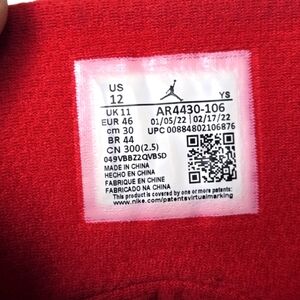 US
12
YS
UK 11
EUR 46
cm 30
BR 44
CN 300(2.5)
AR4430-106
01/05/22 | 02/17/22
UPC 00884802106876
049VBBZ2QVBSD
MADE IN CHINA
HECHO EN CHINA
FABRIQUE EN CHINE
FABRICADO NA CHINA
This product is covered by one or more patents:
www.nike.com/patentsvirtualmarking